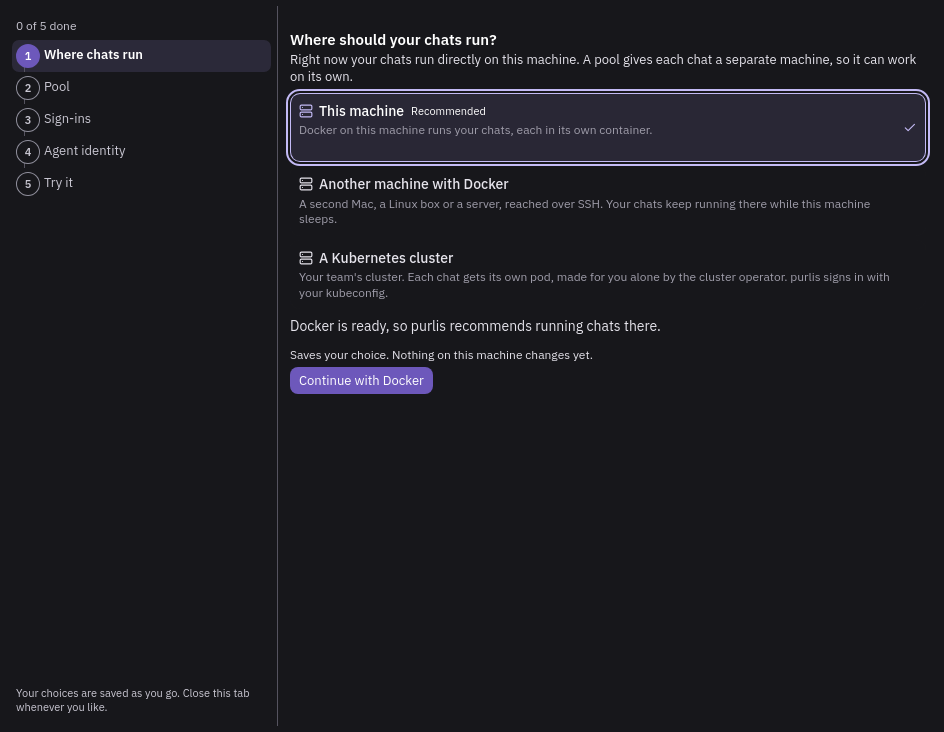 0 of 5 done
1 Where chats run
2 Pool
3 Sign-ins
4 Agent identity
5 Try it
Your choices are saved as you go. Close this tab
whenever you like.
Where should your chats run?
Right now your chats run directly on this machine. A pool gives each chat a separate machine, so it can work
on its own.
This machine Recommended
Docker on this machine runs your chats, each in its own container.
Another machine with Docker
A second Mac, a Linux box or a server, reached over SSH. Your chats keep running there while this machine
sleeps.
A Kubernetes cluster
Your team's cluster. Each chat gets its own pod, made for you alone by the cluster operator. purlis signs in with
your kubeconfig.
Docker is ready, so purlis recommends running chats there.
Saves your choice. Nothing on this machine changes yet.
Continue with Docker